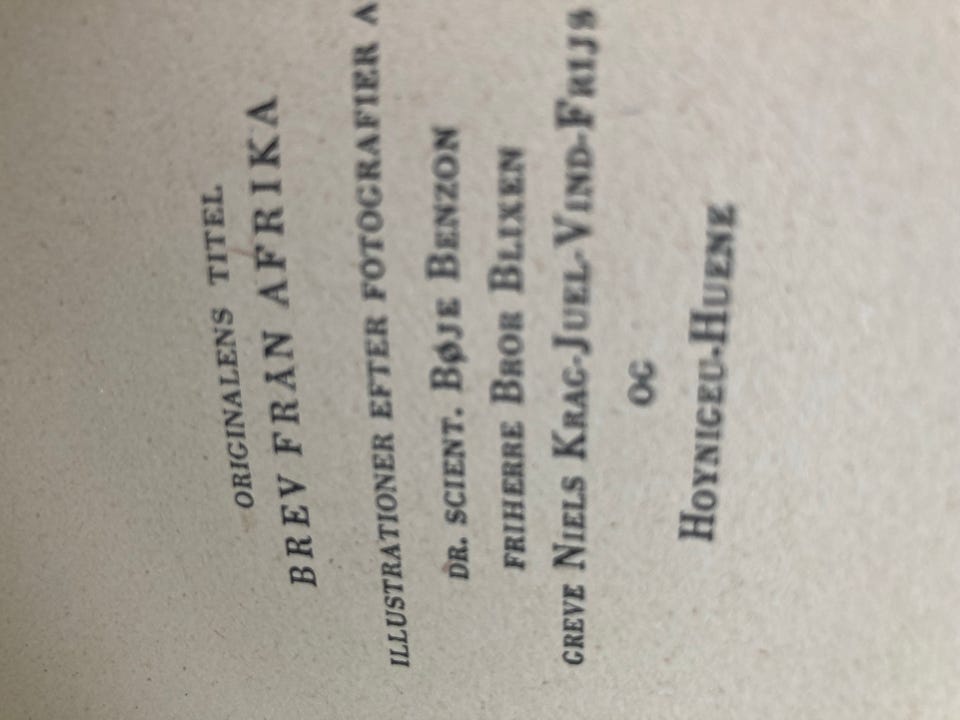 ORIGINALENS TITEL
BREV FRÅN AFRIKA
ILLUSTRATIONER EFTER FOTOGRAFIER A
DR. SCIENT. BØJE BENZON
FRIHERRE BROR BLIXEN
GREVE NIELS KRAG-JUEL-VIND-FRIJS
OG
HOYNIGEU-HUENE